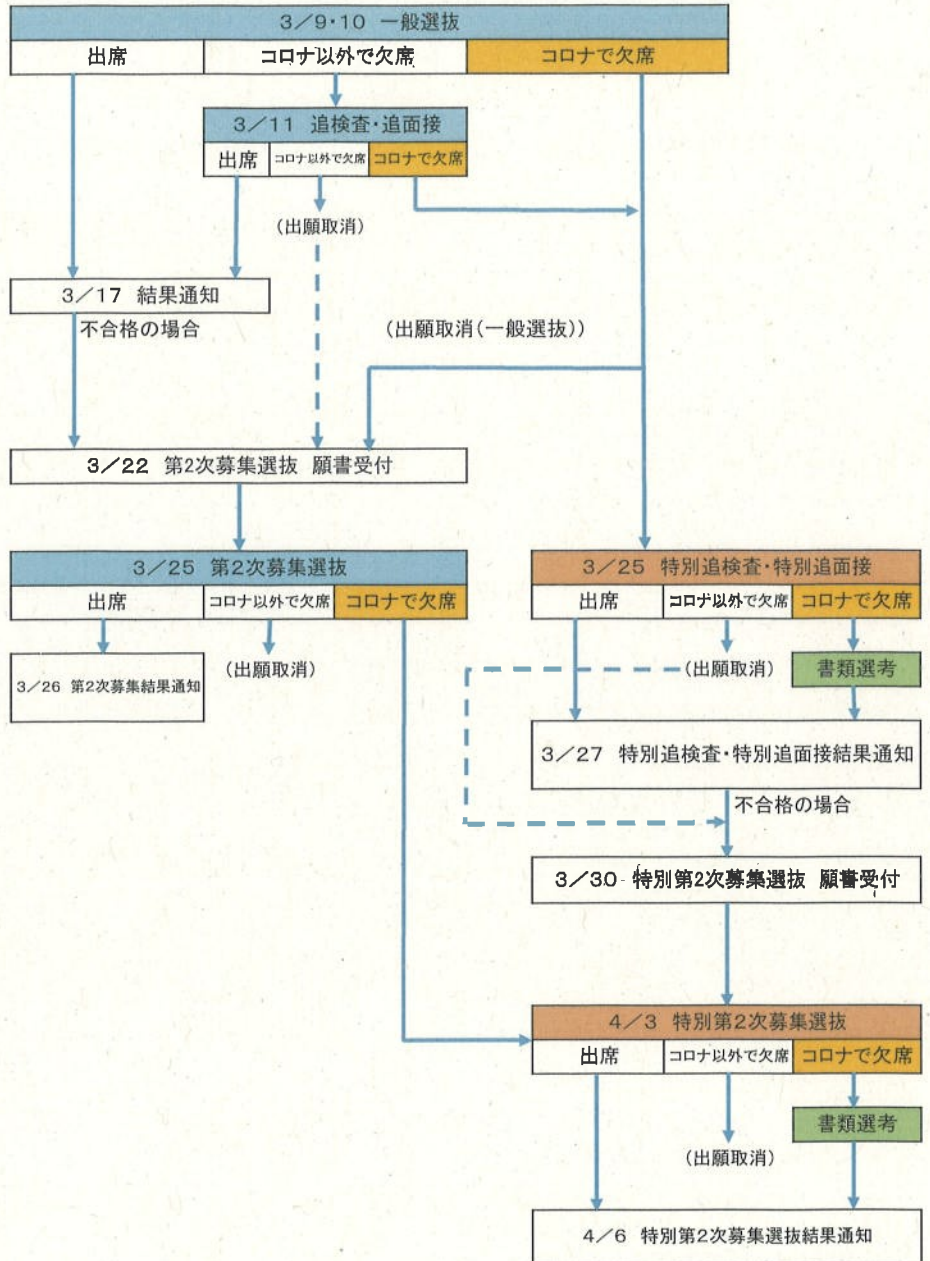 3/9・10 一般選抜
出席 コロナ以外で欠席 コロナで欠席
3/11 追検査・追面接
出席 コロナ以外で欠席 コロナで欠席
(出願取消)
3/17 結果通知
不合格の場合
(出願取消(一般選抜))
3/22 第2次募集選抜 願書受付
3/25 第2次募集選抜
出席 コロナ以外で欠席 コロナで欠席
(出願取消)
3/26 第2次募集結果通知
3/25 特別追検査・特別追面接
出席 コロナ以外で欠席 コロナで欠席
(出願取消)
書類選考
3/27 特別追検査・特別追面接結果通知
不合格の場合
3/30 特別第2次募集選抜 願書受付
4/3 特別第2次募集選抜
出席 コロナ以外で欠席 コロナで欠席
(出願取消)
書類選考
4/6 特別第2次募集選抜結果通知